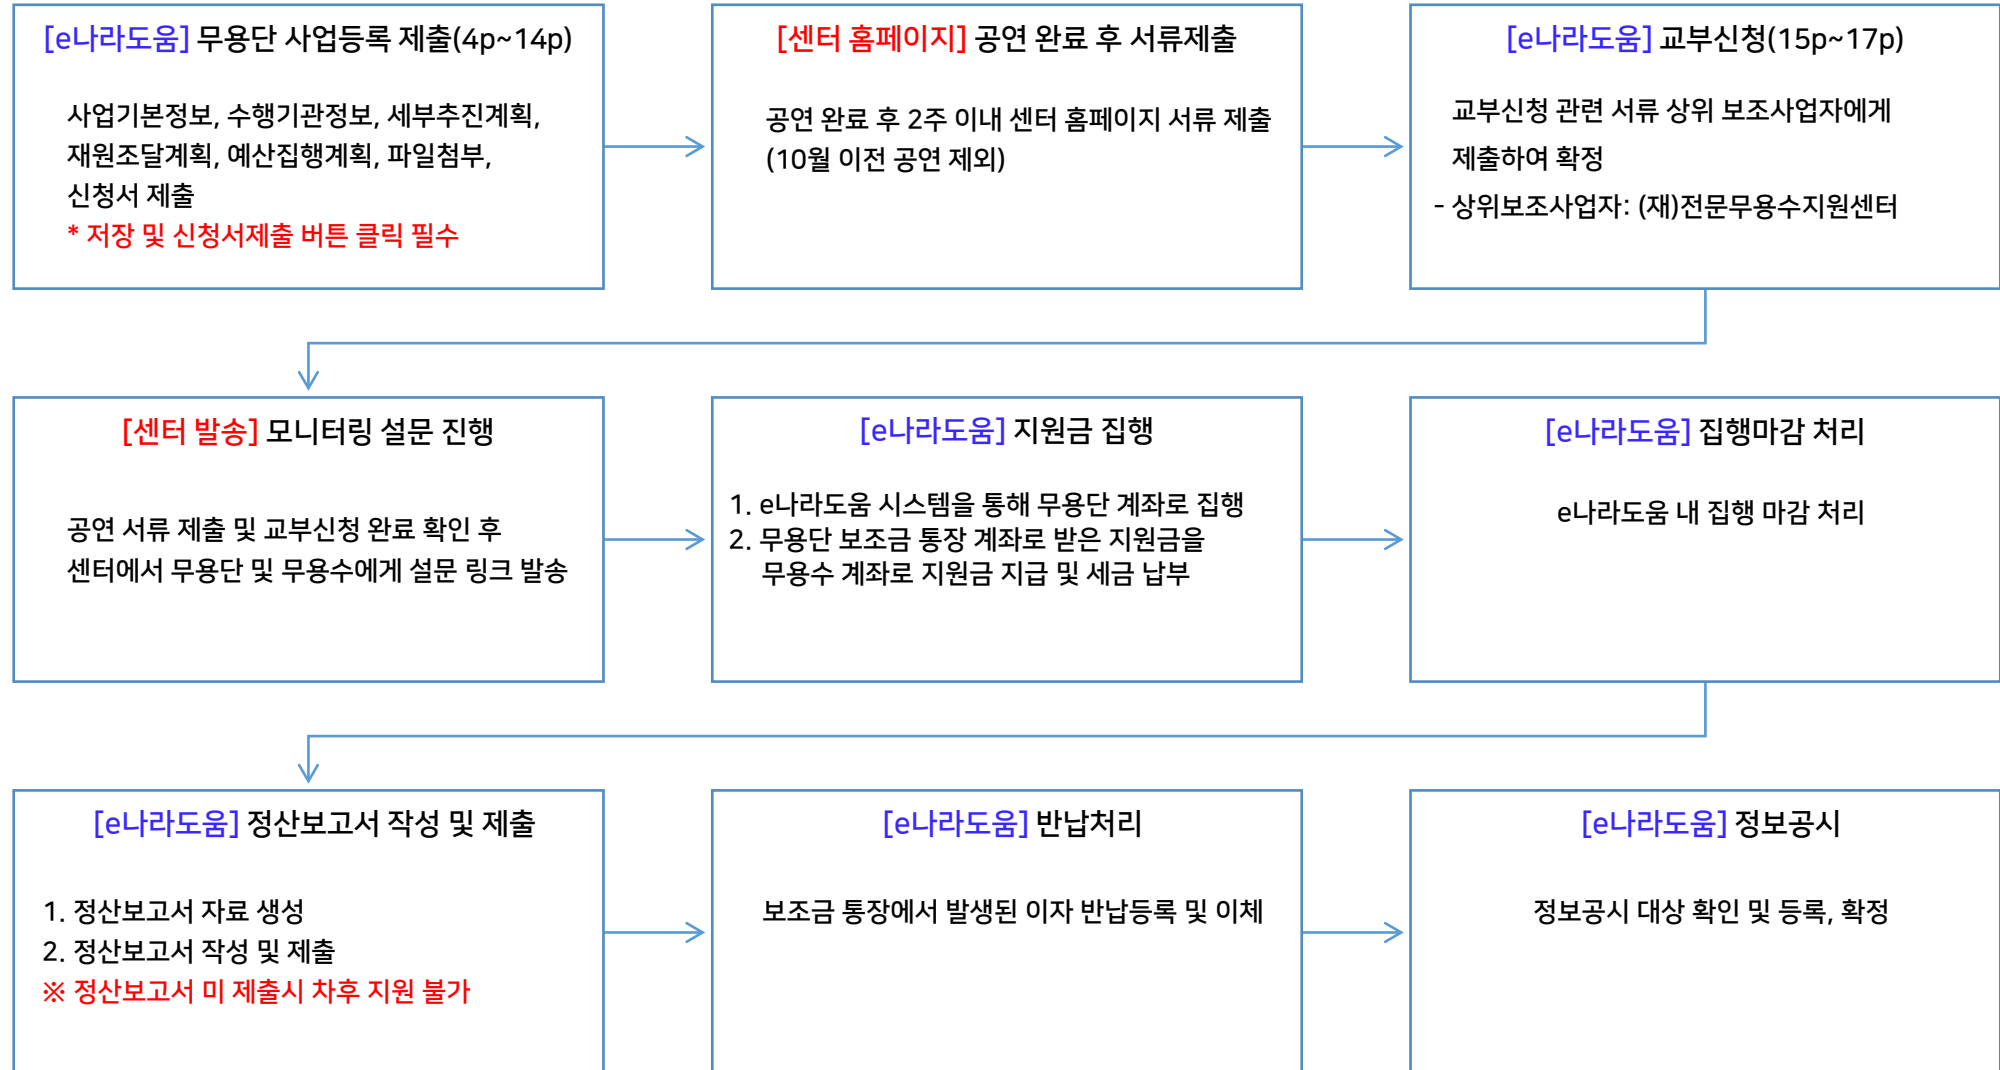 [e나라도움] 무용단 사업등록 제출(4p~14p)
사업기본정보, 수행기관정보, 세부추진계획,
재원조달계획, 예산집행계획, 파일첨부,
신청서 제출
* 저장 및 신청서제출 버튼 클릭 필수
[센터 홈페이지] 공연 완료 후 서류제출
공연 완료 후 2주 이내 센터 홈페이지 서류 제출
(10월 이전 공연 제외)
[e나라도움] 교부신청(15p~17p)
교부신청 관련 서류 상위 보조사업자에게
제출하여 확정
- 상위보조사업자: (재)전문무용수지원센터
[센터 발송] 모니터링 설문 진행
공연 서류 제출 및 교부신청 완료 확인 후
센터에서 무용단 및 무용수에게 설문 링크 발송
[e나라도움] 지원금 집행
1. e나라도움 시스템을 통해 무용단 계좌로 집행
2. 무용단 보조금 통장 계좌로 받은 지원금을
무용수 계좌로 지원금 지급 및 세금 납부
[e나라도움] 집행마감 처리
e나라도움 내 집행 마감 처리
[e나라도움] 정산보고서 작성 및 제출
1. 정산보고서 자료 생성
2. 정산보고서 작성 및 제출
※ 정산보고서 미 제출시 차후 지원 불가
[e나라도움] 반납처리
보조금 통장에서 발생된 이자 반납등록 및 이체
[e나라도움] 정보공시
정보공시 대상 확인 및 등록, 확정